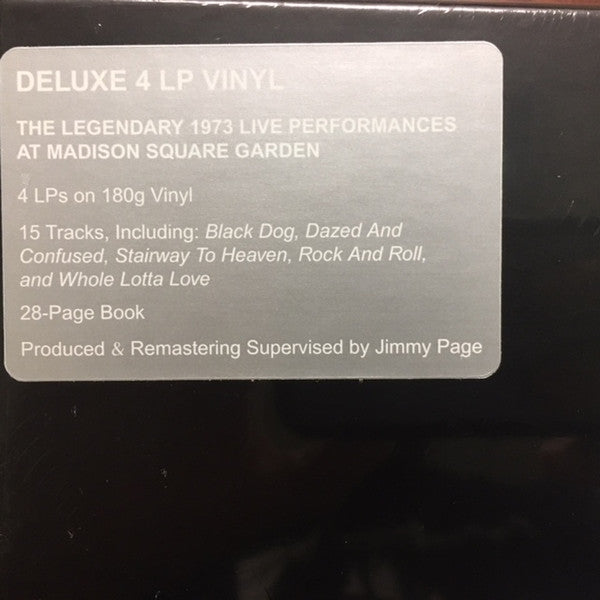 DELUXE 4 LP VINYL
THE LEGENDARY 1973 LIVE PERFORMANCES
AT MADISON SQUARE GARDEN
4 LPs on 180g Vinyl
15 Tracks, Including: Black Dog, Dazed And
Confused, Stairway To Heaven, Rock And Roll,
and Whole Lotta Love
28-Page Book
Produced & Remastering Supervised by Jimmy Page